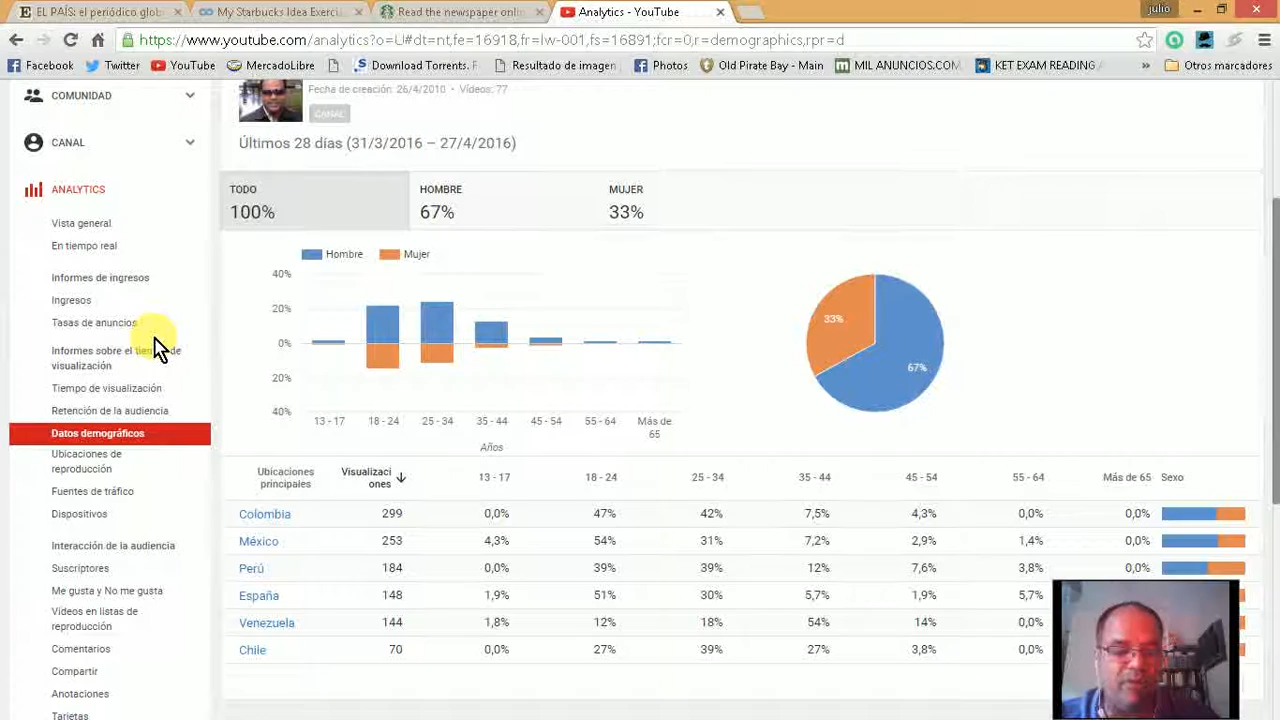 EL PAÍS: el periódico glob
My Starbucks Idea Exerci
Read the newspaper onli
Analytics - YouTube
julio
https://www.youtube.com/analytics?o=U#dt=nt,fe=16918,fr=lw-001,fs=16891;fcr=0,r=demographics,rpr=d
Facebook
Twitter
YouTube
MercadoLibre
Download Torrents. F
Resultado de imagen
Photos
Old Pirate Bay - Main
MIL ANUNCIOS.COM
KET EXAM READING
» Otros marcadores
COMUNIDAD
CANAL
ANALYTICS
Vista general
En tiempo real
Informes de ingresos
Ingresos
Tasas de anuncios
Informes sobre el tiempo de
visualización
Tiempo de visualización
Retención de la audiencia
Datos demográficos
Ubicaciones de
reproducción
Fuentes de tráfico
Dispositivos
Interacción de la audiencia
Suscriptores
Me gusta y No me gusta
Vídeos en listas de
reproducción
Comentarios
Compartir
Anotaciones
Tarjetas
Fecha de creación: 26/4/2010 • Vídeos: 77
CANAL
Últimos 28 días (31/3/2016 – 27/4/2016)
TODO
100%
HOMBRE
67%
MUJER
33%
Hombre
Mujer
40%
20%
0%
20%
40%
13 - 17
18 - 24
25 - 34
35 - 44
45 - 54
55 - 64
Más de
65
Años
33%
67%
Ubicaciones
principales
Visualizaci
ones
13 - 17
18 - 24
25 - 34
35 - 44
45 - 54
55 - 64
Más de 65
Sexo
Colombia 299 0,0% 47% 42% 7,5% 4,3% 0,0% 0,0%
México 253 4,3% 54% 31% 7,2% 2,9% 1,4% 0,0%
Perú 184 0,0% 39% 39% 12% 7,6% 3,8% 0,0%
España 148 1,9% 51% 30% 5,7% 1,9% 5,7%
Venezuela 144 1,8% 12% 18% 54% 14% 0,0%
Chile 70 0,0% 27% 39% 27% 3,8% 0,0%